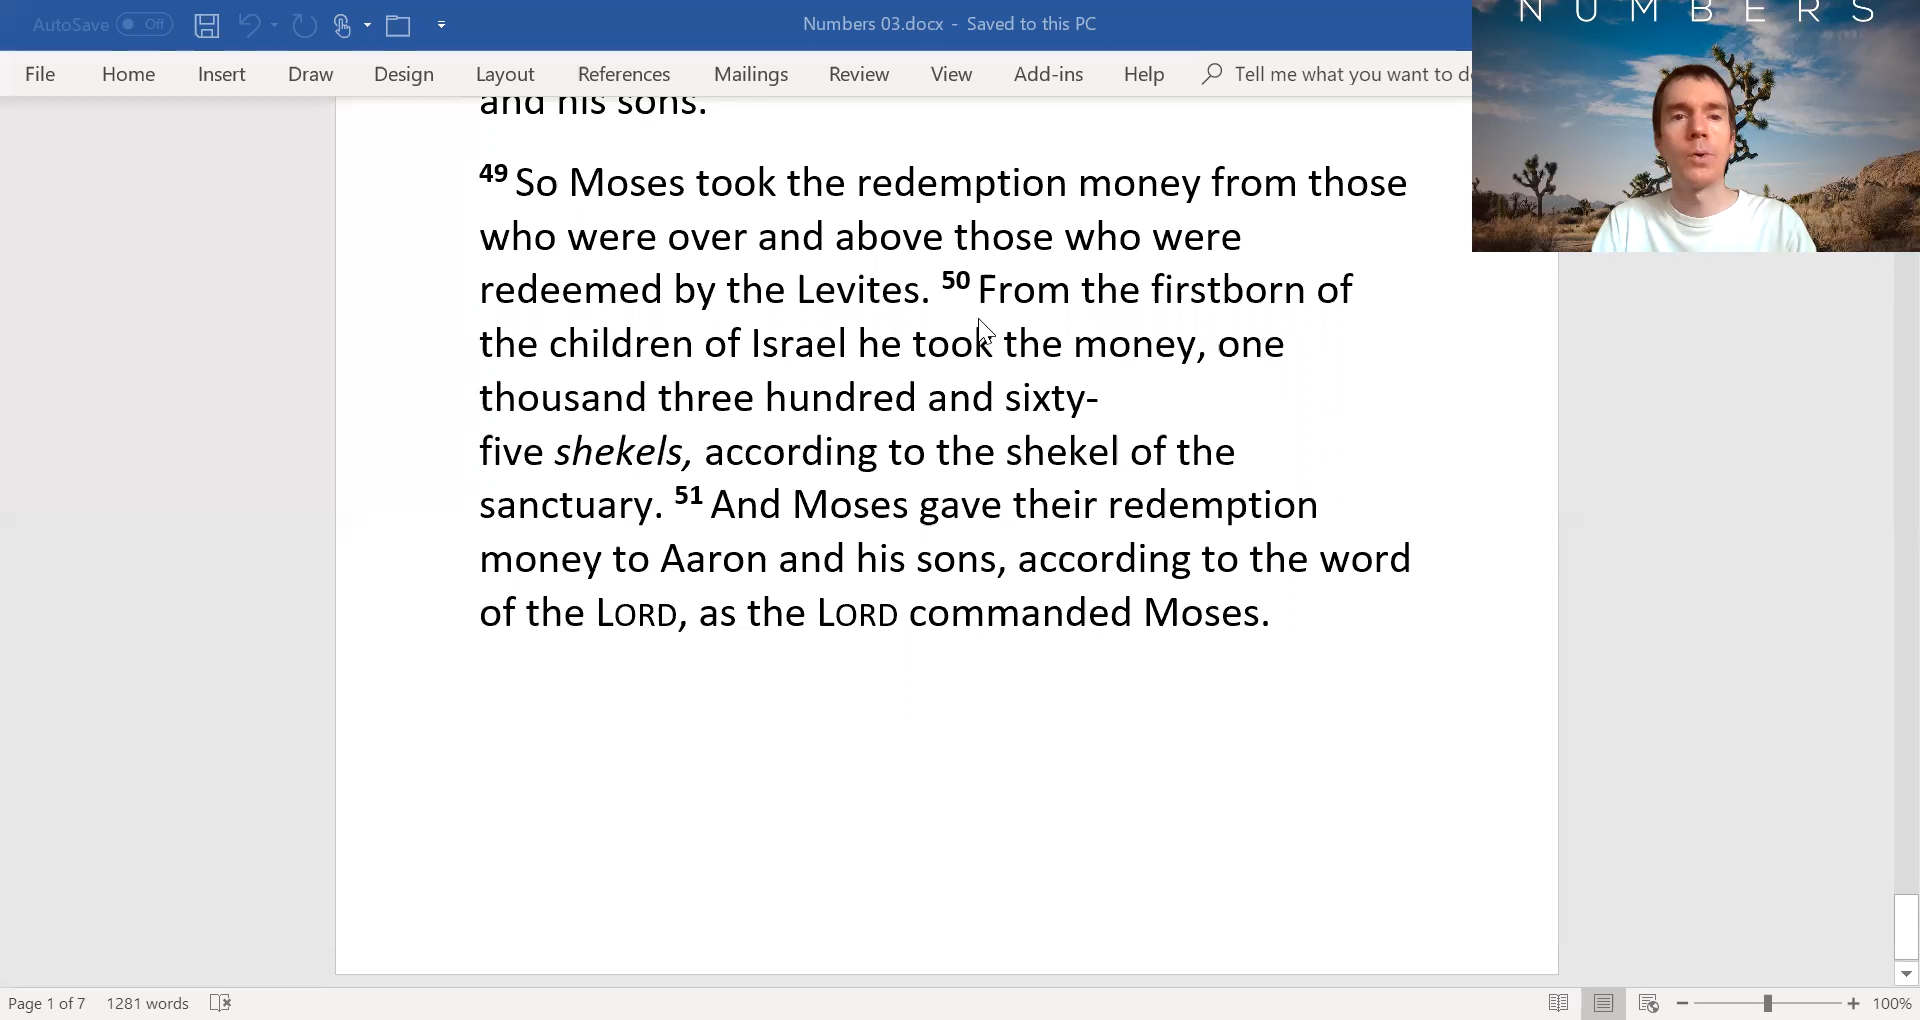 AutoSave Off
Numbers 03.docx - Saved to this PC
NUMBERS
File Home Insert Draw Design Layout References Mailings Review View Add-ins Help Tell me what you want to do
and his sons.
49 So Moses took the redemption money from those
who were over and above those who were
redeemed by the Levites. 50 From the firstborn of
the children of Israel he took the money, one
thousand three hundred and sixty-
five shekels, according to the shekel of the
sanctuary. 51 And Moses gave their redemption
money to Aaron and his sons, according to the word
of the LORD, as the LORD commanded Moses.
Page 1 of 7 1281 words
100%